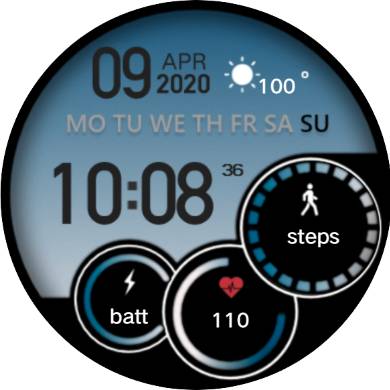 09 APR 2020
100°
MO TU WE TH FR SA SU
10:08 36
steps
batt
110